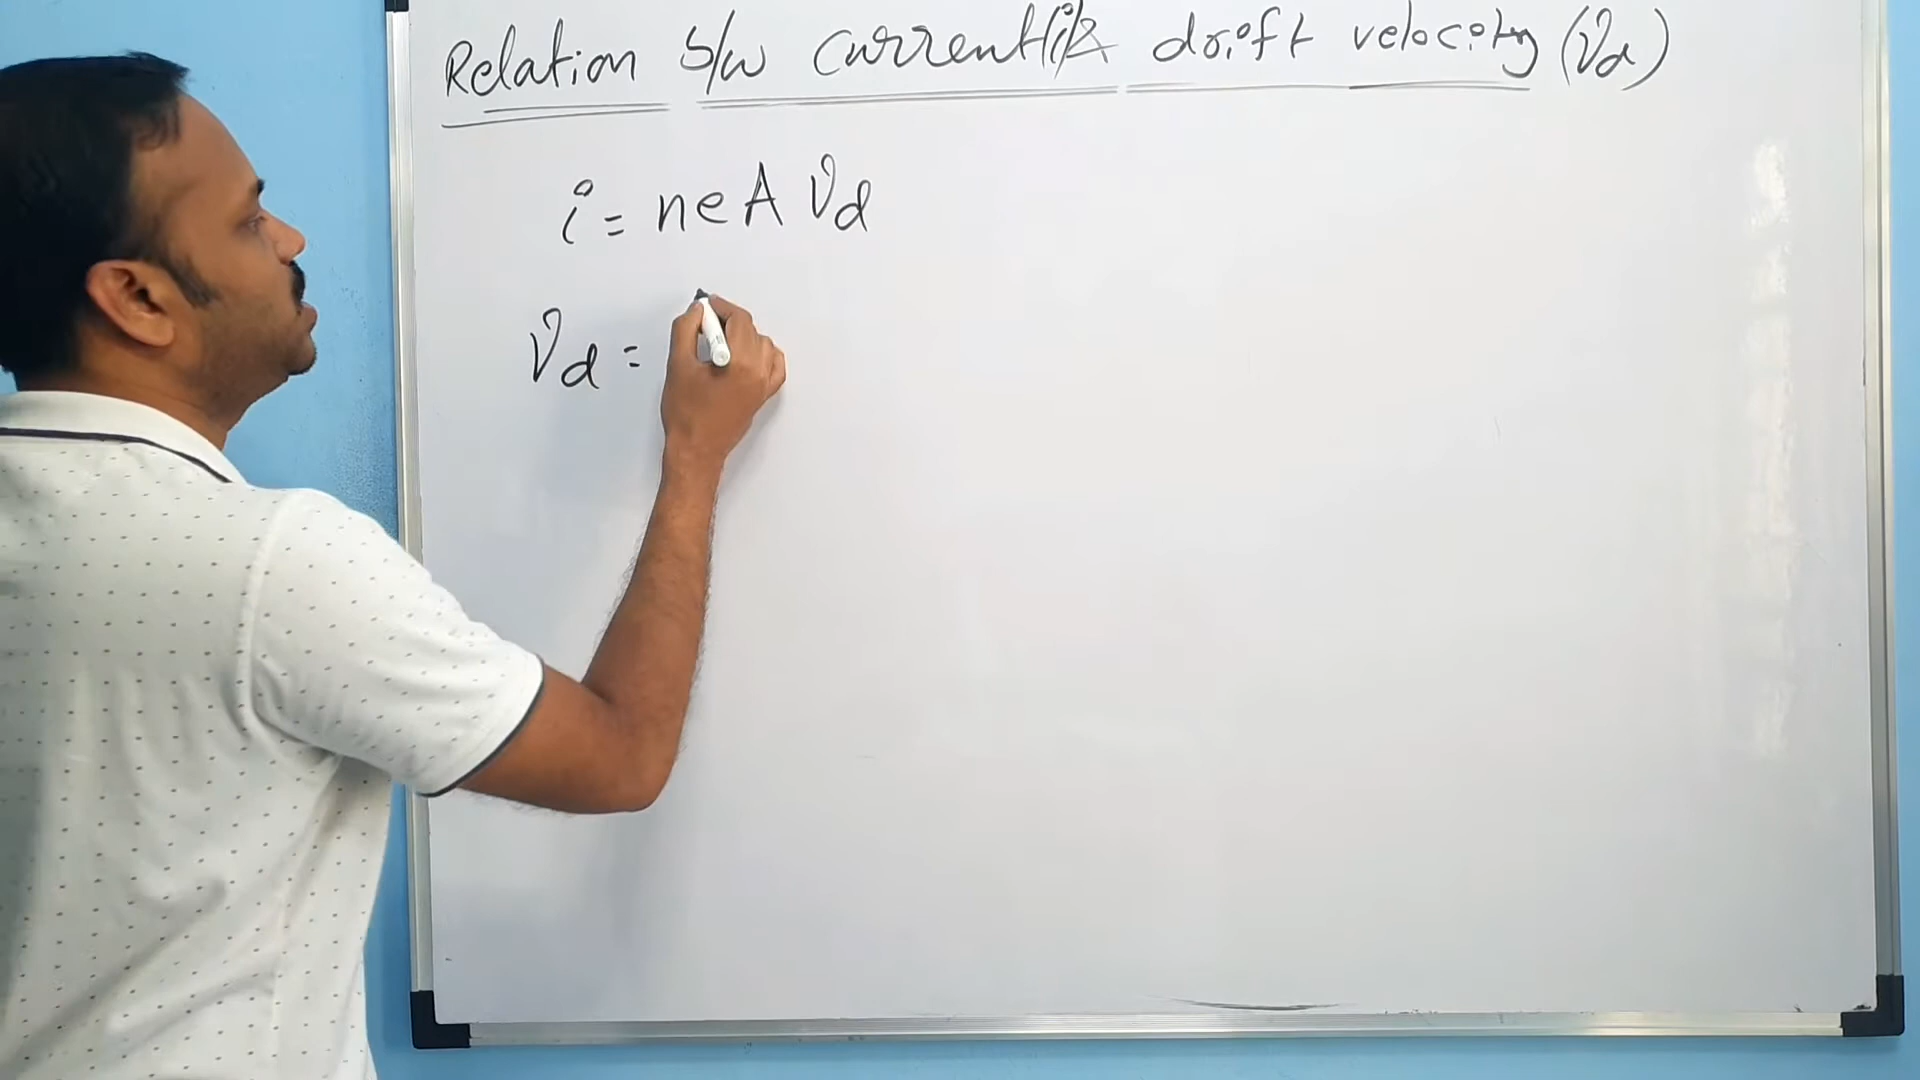 Relation b/w current(i) & drift velocity (Vd)
i = neA Vd
Vd =